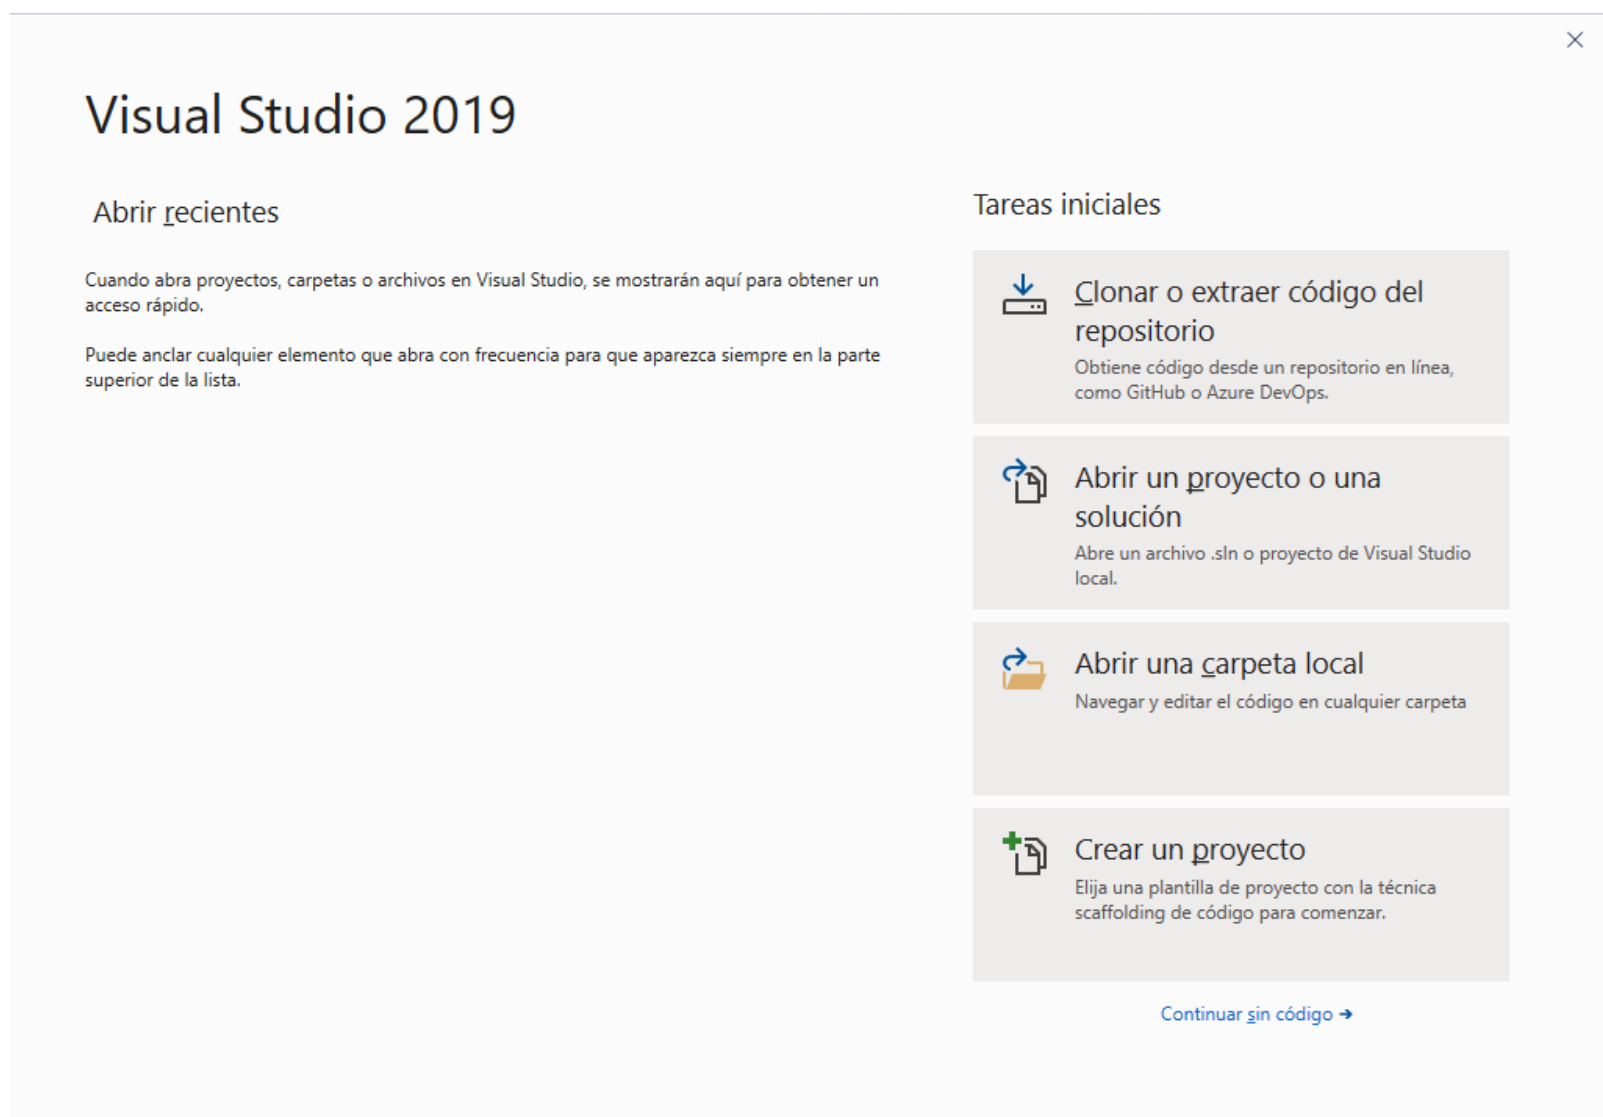 Visual Studio 2019
Abrir recientes
Cuando abra proyectos, carpetas o archivos en Visual Studio, se mostrarán aquí para obtener un
acceso rápido.
Puede anclar cualquier elemento que abra con frecuencia para que aparezca siempre en la parte
superior de la lista.
Tareas iniciales
Clonar o extraer código del
repositorio
Obtiene código desde un repositorio en línea,
como GitHub o Azure DevOps.
Abrir un proyecto o una
solución
Abre un archivo .sln o proyecto de Visual Studio
local.
Abrir una carpeta local
Navegar y editar el código en cualquier carpeta
Crear un proyecto
Elija una plantilla de proyecto con la técnica
scaffolding de código para comenzar.
Continuar sin código →